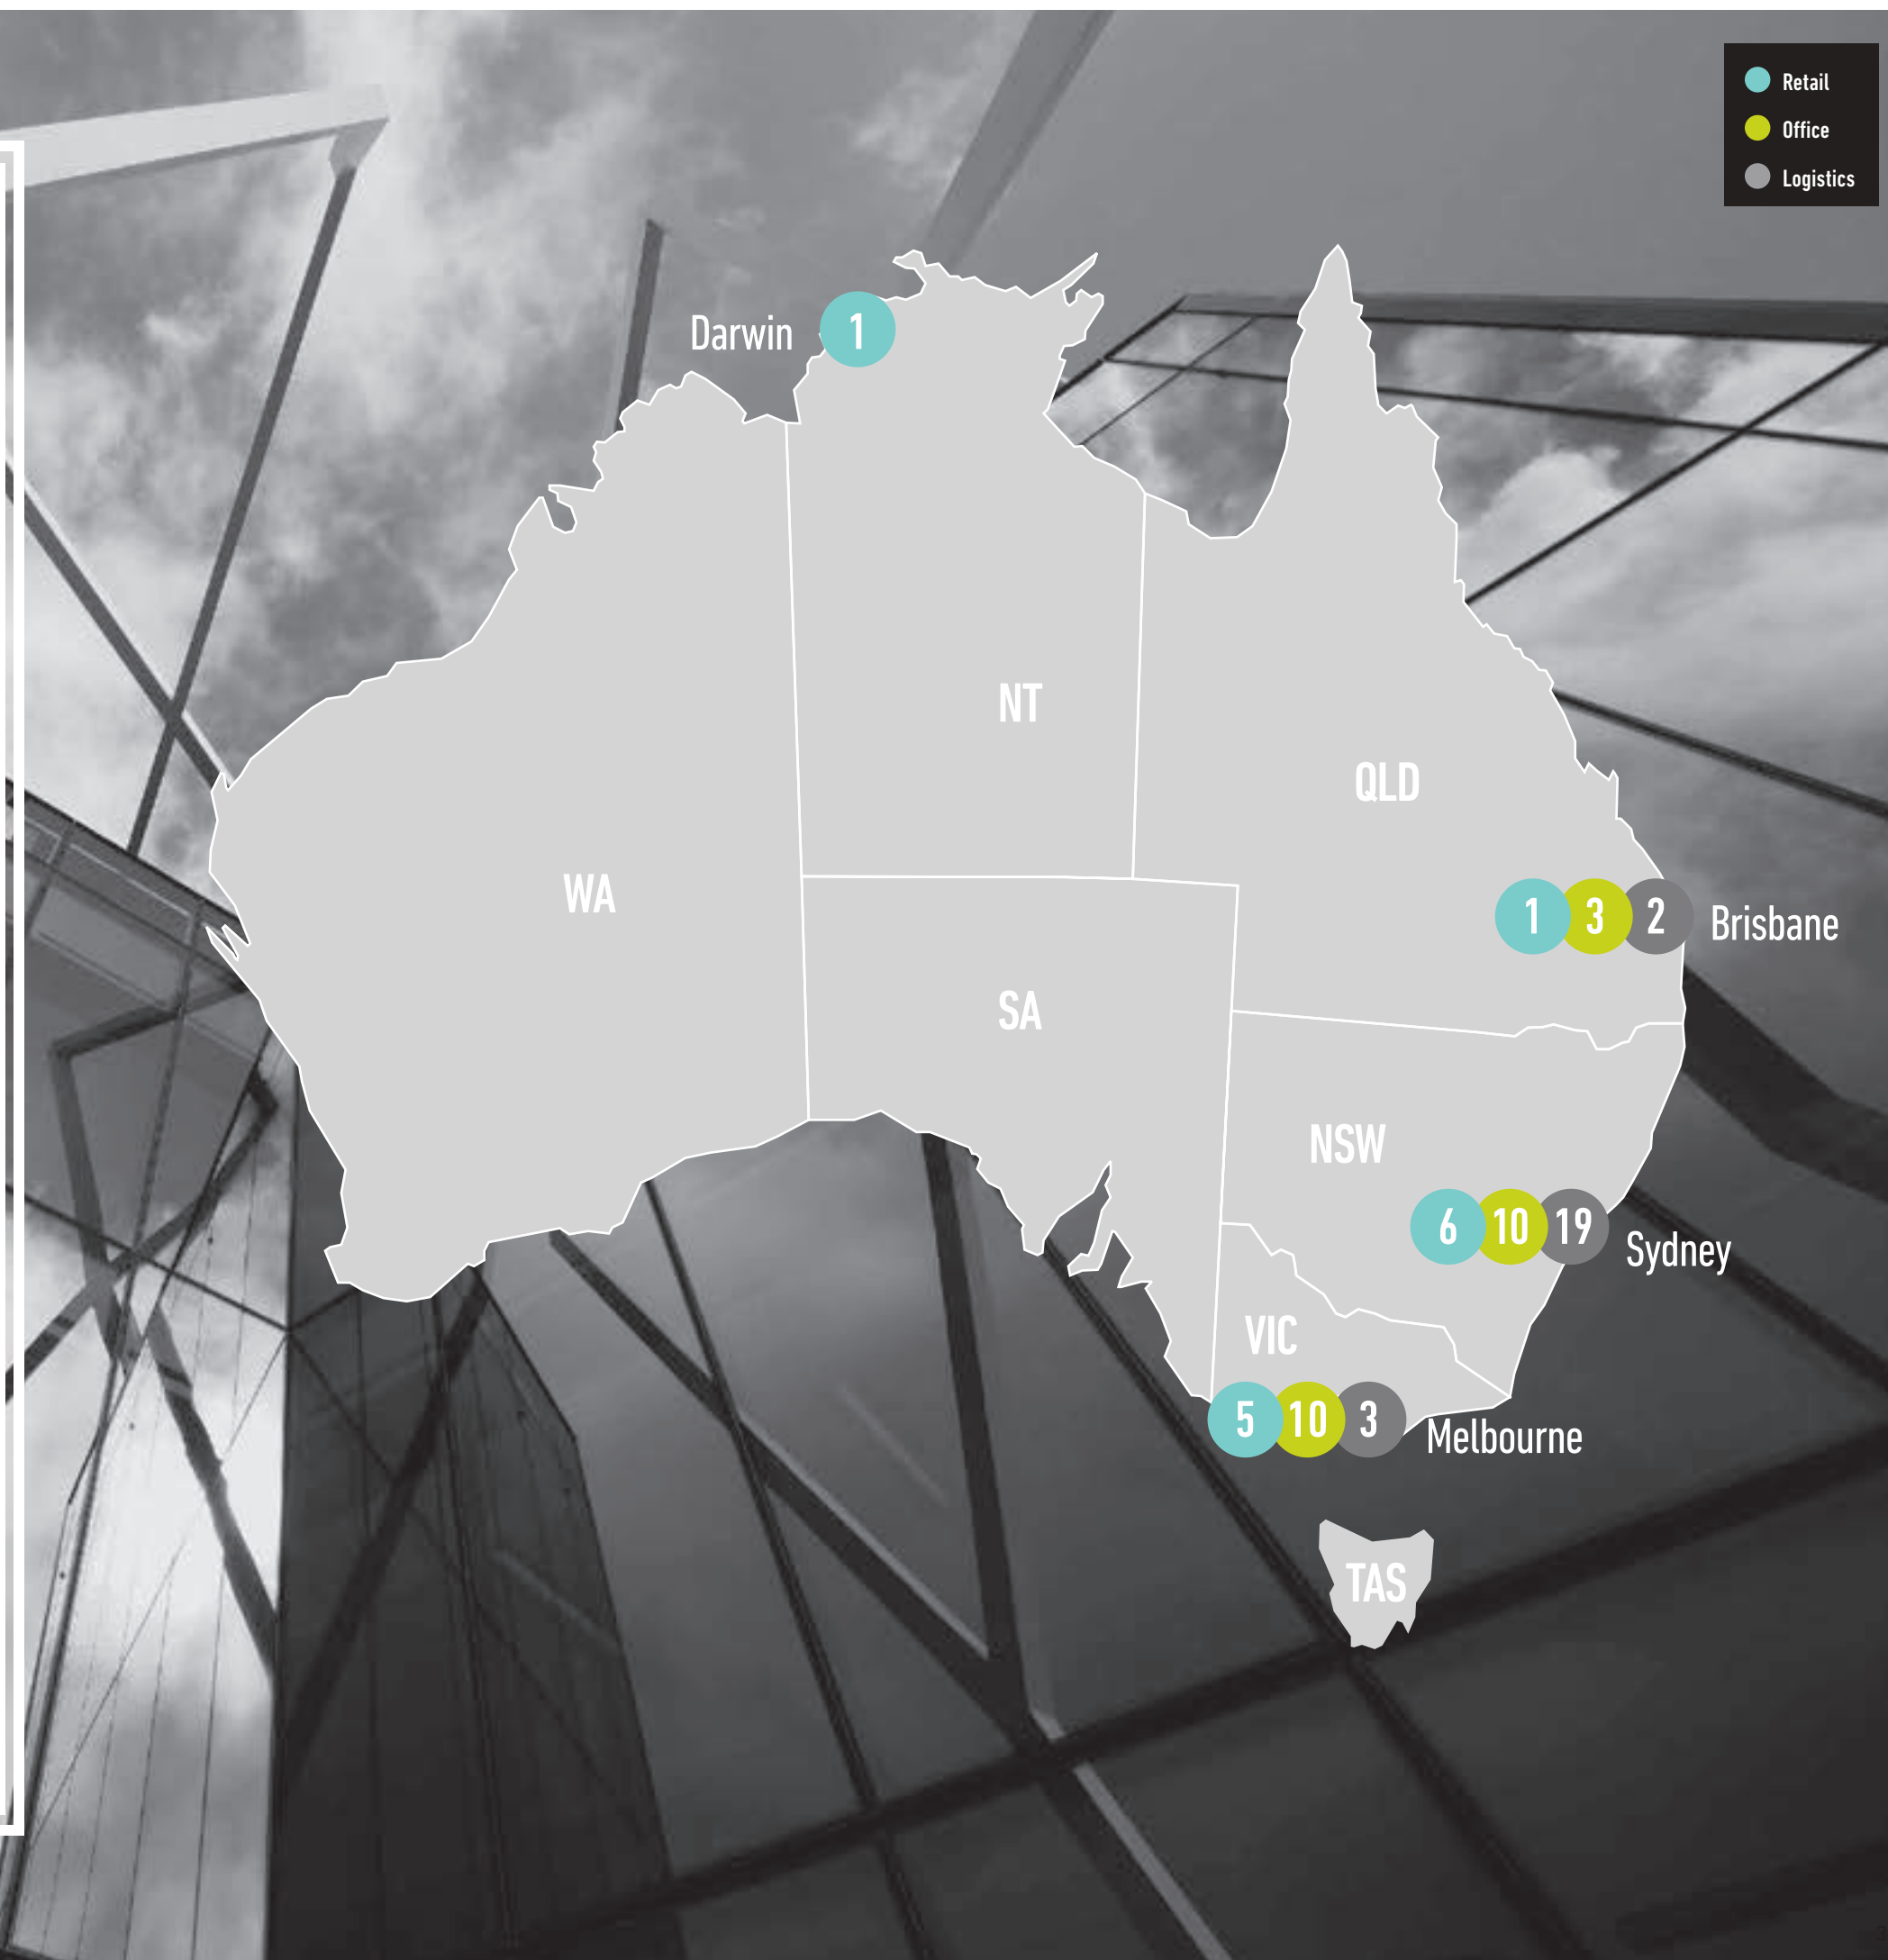 Retail
Office
Logistics
Darwin 1
NT
QLD
WA
1 3 2 Brisbane
SA
NSW
6 10 19 Sydney
VIC
5 10 3 Melbourne
TAS